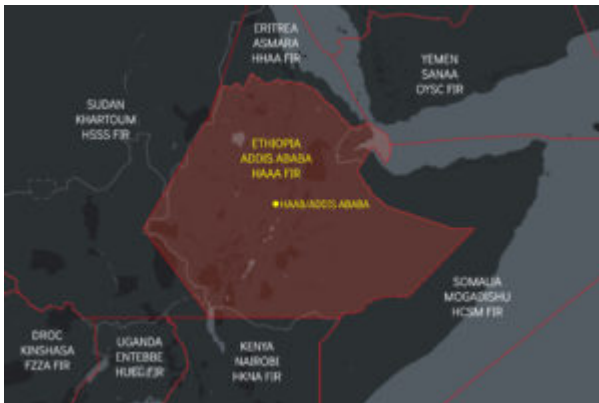 ERITREA
ASMARA
HHAA FIR
YEMEN
SANAA
OYSC FIR
SUDAN
KHARTOUM
HSSS FIR
ETHIOPIA
ADDIS ABABA
HAAA FIR
HAAB/ADDIS ABABA
SOMALIA
MOGADISHU
HCSM FIR
DROC
KINSHASA
FZZA FIR
UGANDA
ENTEBBE
HUEC FIR
KENYA
NAIROBI
HKNA FIR